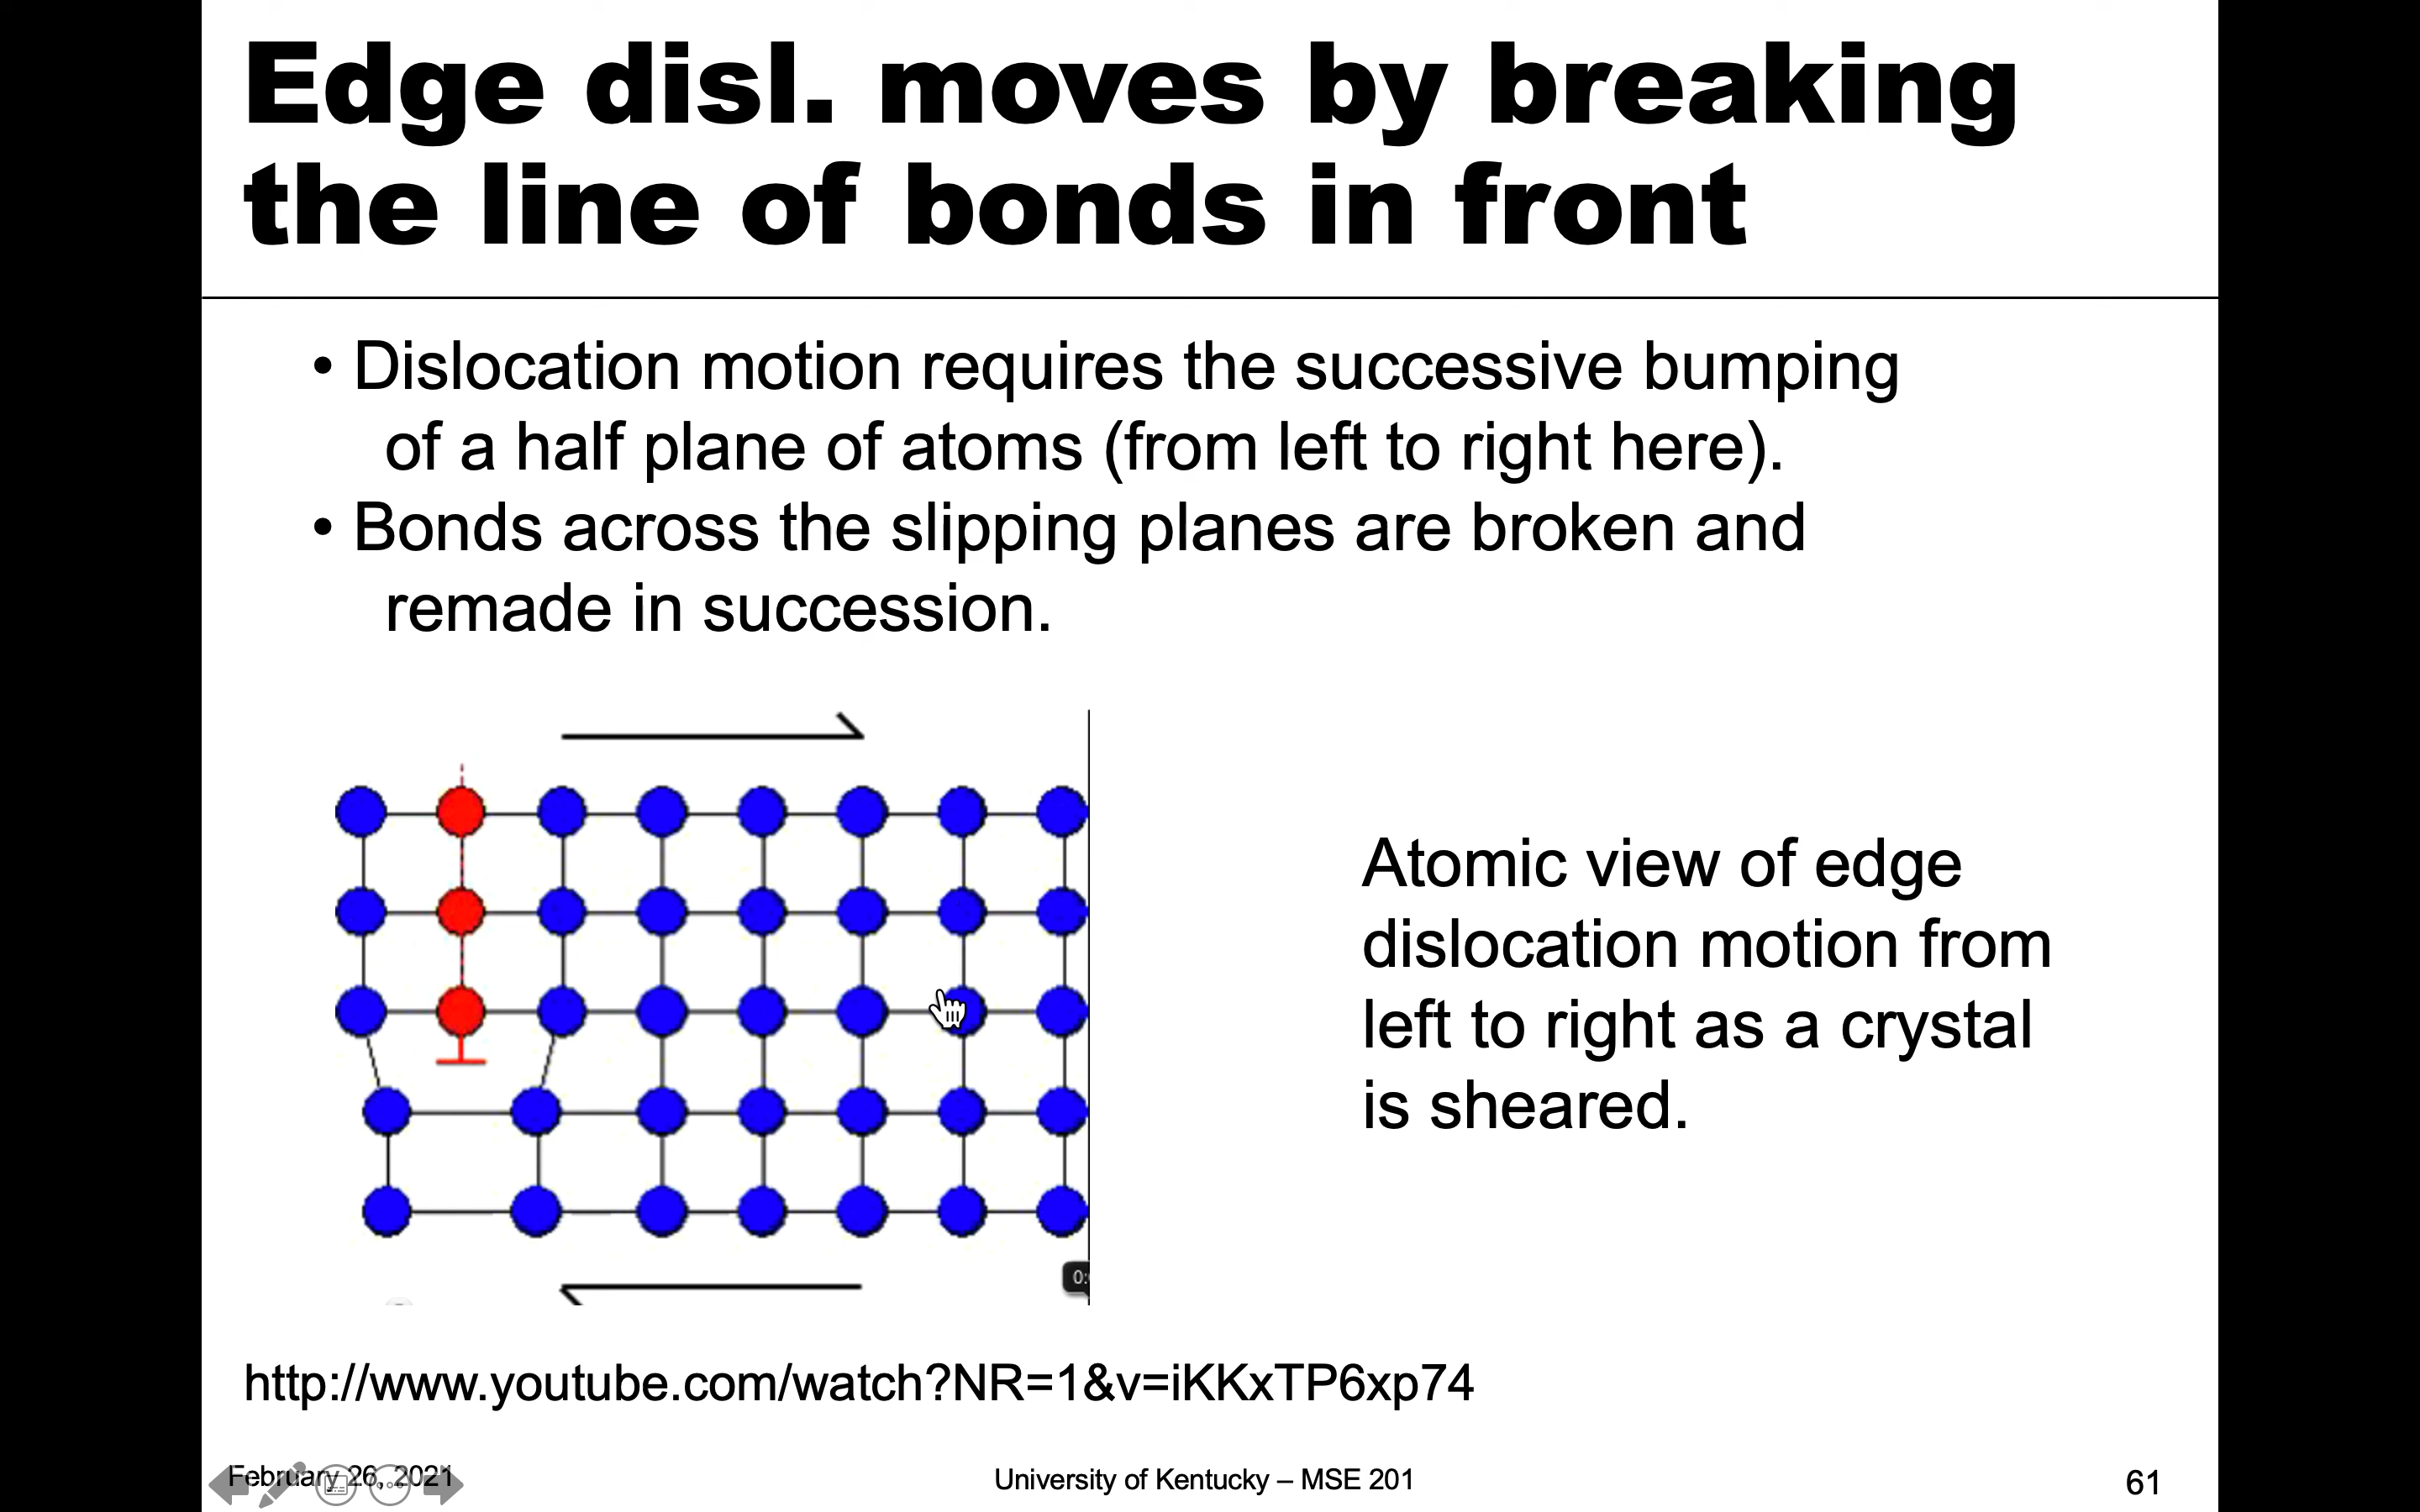 Edge disl. moves by breaking
the line of bonds in front
• Dislocation motion requires the successive bumping
of a half plane of atoms (from left to right here).
• Bonds across the slipping planes are broken and
remade in succession.
Atomic view of edge
dislocation motion from
left to right as a crystal
is sheared.
0:
http://www.youtube.com/watch?NR=1&v=iKKxTP6xp74
February 26, 2021
University of Kentucky – MSE 201
61